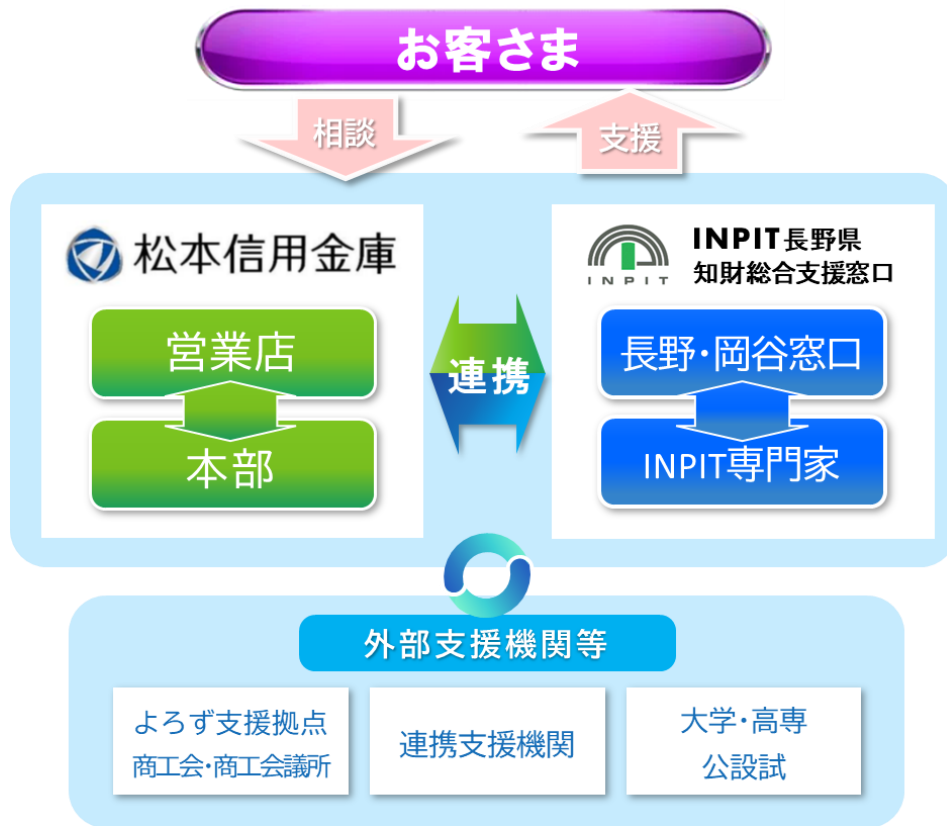 お客さま
相談
支援
松本信用金庫
営業店
本部
連携
INPIT
INPIT長野県
知財総合支援窓口
長野・岡谷窓口
INPIT専門家
外部支援機関等
よろず支援拠点
商工会・商工会議所
連携支援機関
大学・高専
公設試